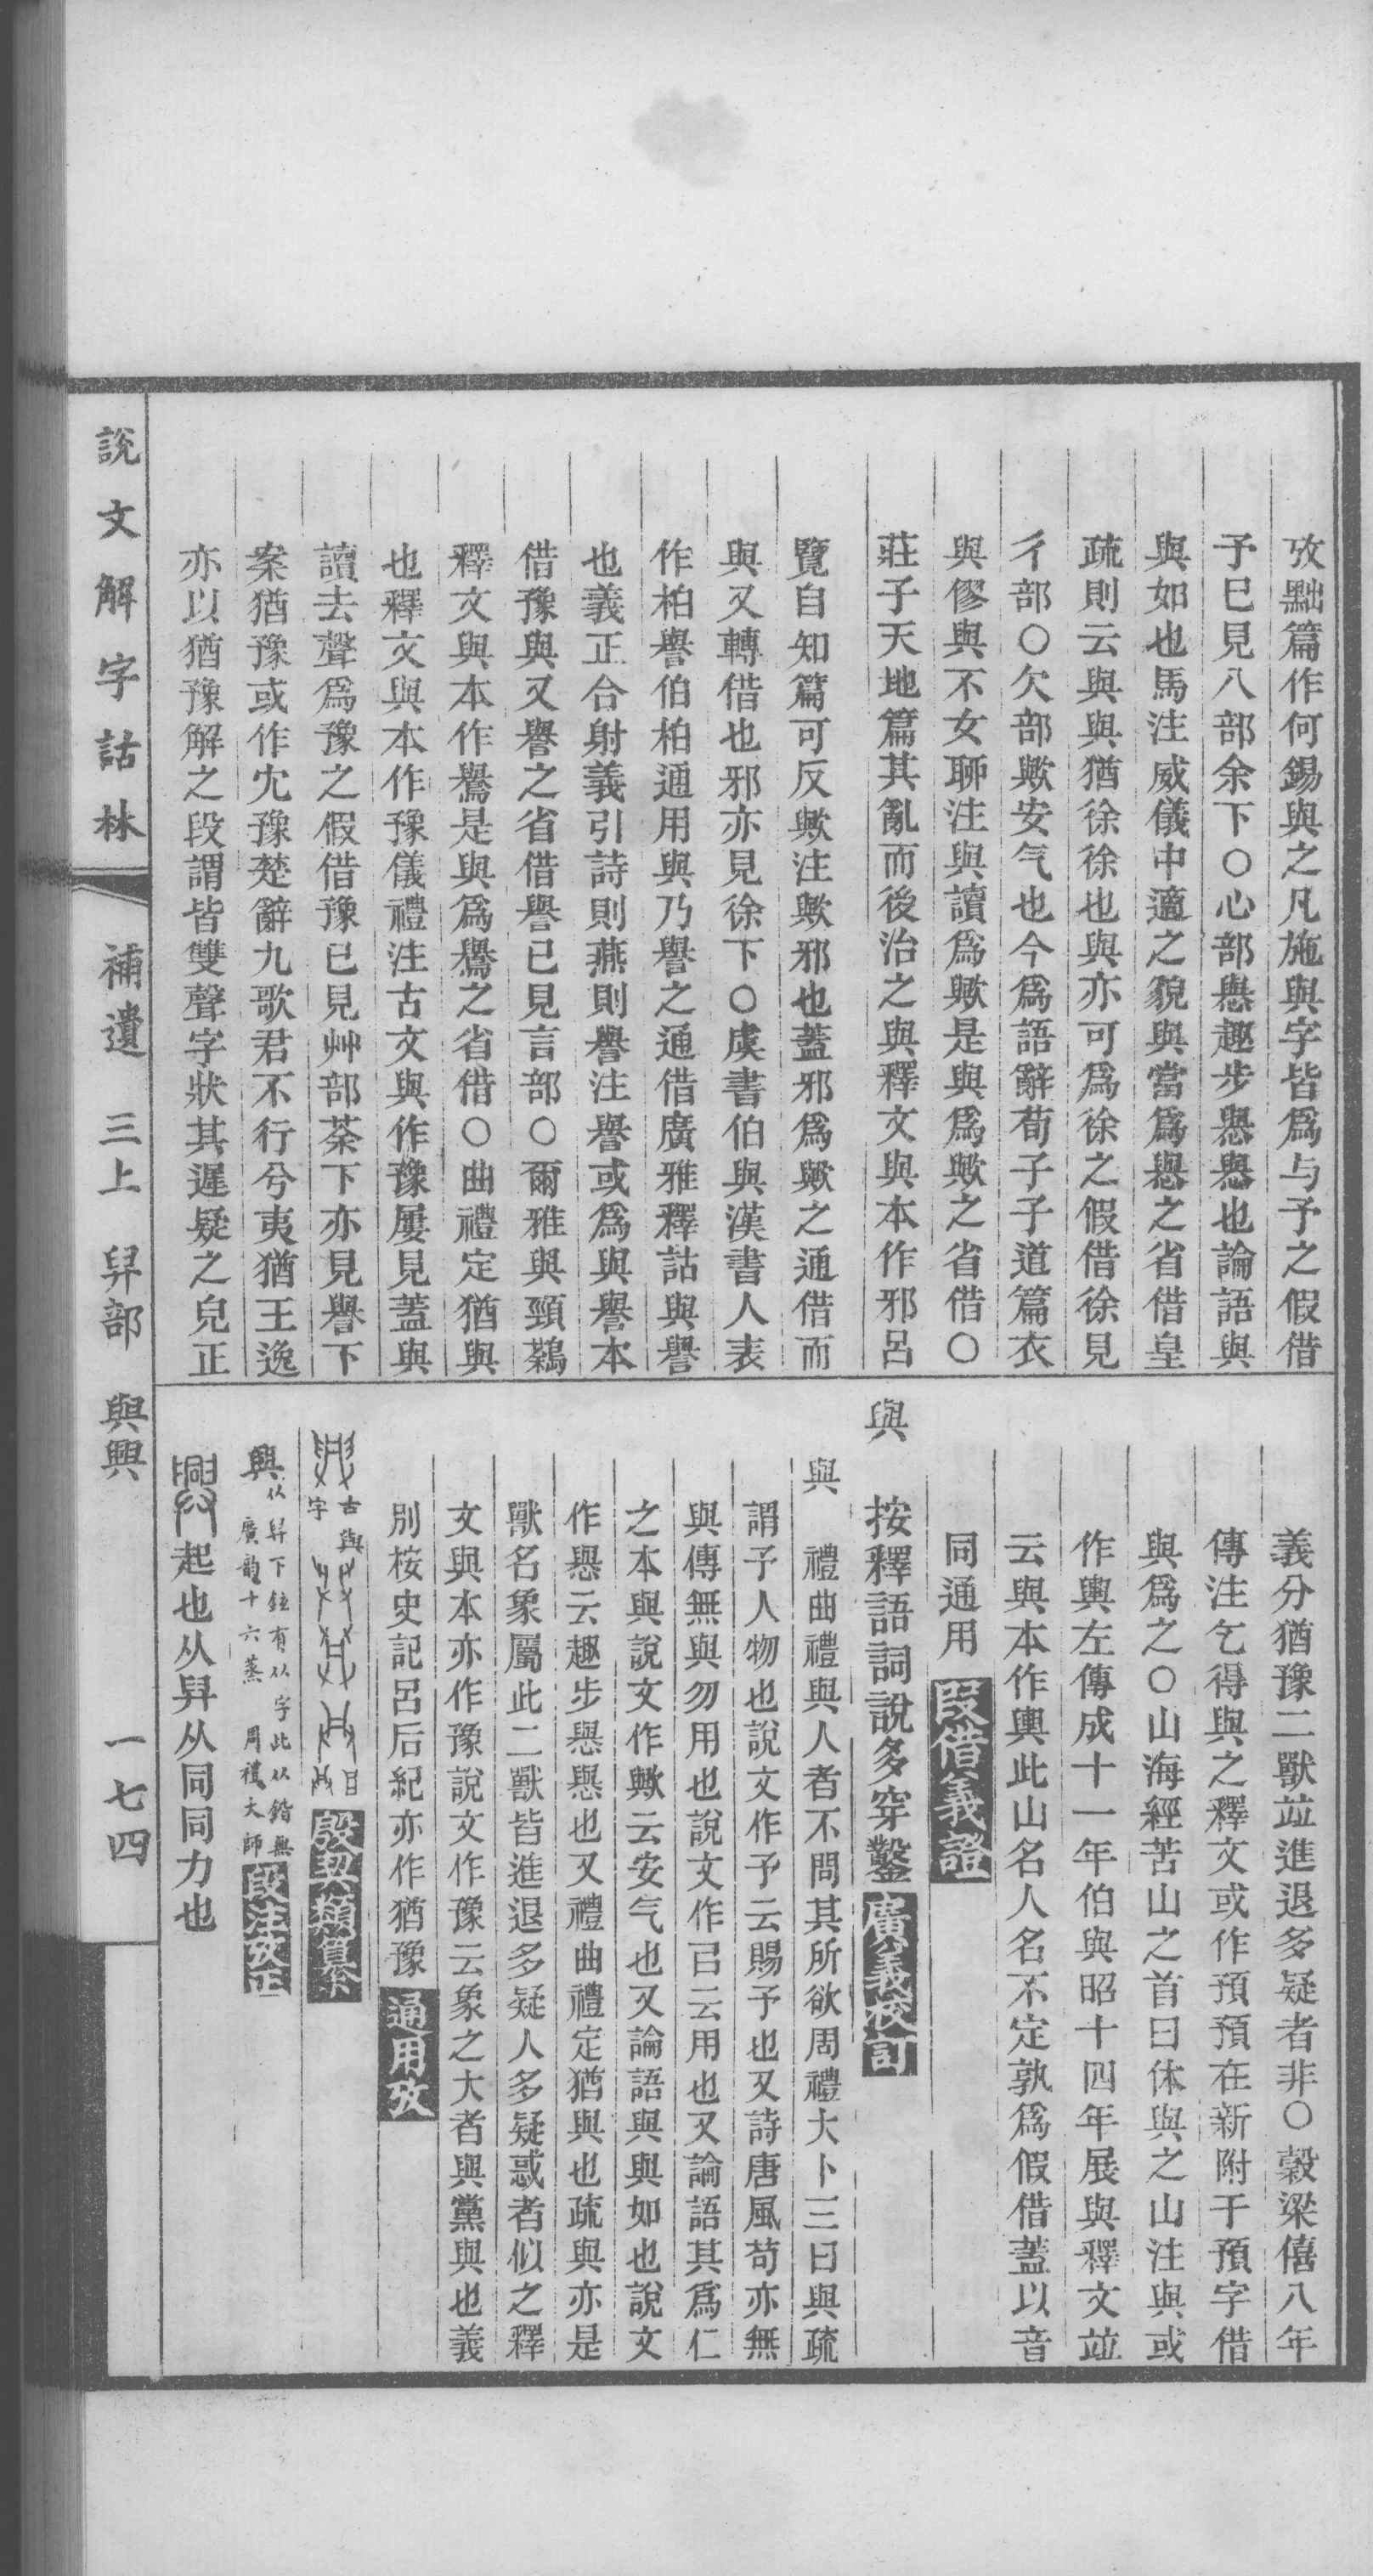 攷黜篇作何錫與之凡施與字皆爲与予之假借
予巳見八部余下○心部懙趣步懙懙也論語與
與如也馬注威儀中適之貌與當爲懙之省借皇
疏則云與與猶徐徐也與亦可爲徐之假借徐見
彳部○欠部歟安气也今爲語辭荀子子道篇衣
與繆與不女聊注與讀爲歟是與爲歟之省借○
莊子天地篇其亂而後治之與釋文與本作邪呂
覽自知篇可反歟注歟邪也蓋邪爲歟之通借而
與又轉借也邪亦見徐下○虞書伯與漢書人表
作柏譽伯柏通用與乃譽之通借廣雅釋詁與譽
也義正合射義引詩則燕則譽注譽或爲與譽本
借豫與又譽之省借譽已見言部○爾雅與頸鵵
釋文與本作鸒是與爲鸒之省借○曲禮定猶與
也釋文與本作豫儀禮注古文與作豫屢見蓋與
讀去聲爲豫之假借豫已見艸部荼下亦見譽下
案猶豫或作冘豫楚辭九歌君不行兮夷猶王逸
亦以猶豫解之段謂皆雙聲字狀其遲疑之皃正
義分猶豫二獸竝進退多疑者非○穀梁僖八年
傳注乞得與之釋文或作預預在新附干預字借
與爲之○山海經苦山之首曰休與之山注與或
作輿左傳成十一年伯與昭十四年展與釋文竝
云與本作輿此山名人名不定孰爲假借蓋以音
同通用 叚借義證
與 按釋語詞說多穿鑿 廣義校訂
與 禮曲禮與人者不問其所欲周禮大卜三曰與疏
謂予人物也說文作予云賜予也又詩唐風苟亦無
與傳無與勿用也說文作㠯云用也又論語其爲仁
之本與說文作歟云安气也又論語與與如也說文
作懙云趣步懙懙也又禮曲禮定猶與也疏與亦是
獸名象屬此二獸皆進退多疑人多疑惑者似之釋
文與本亦作豫說文作豫云象之大者與黨與也義
別桉史記呂后紀亦作猶豫 通用攷
古與字 殷契類纂
興 从舁下鉉有从字此从鍇無廣韵十六蒸 周禮大師 段注攷正
起也从舁从同同力也
說文解字詁林 補遺 三上 舁部 與興 一七四